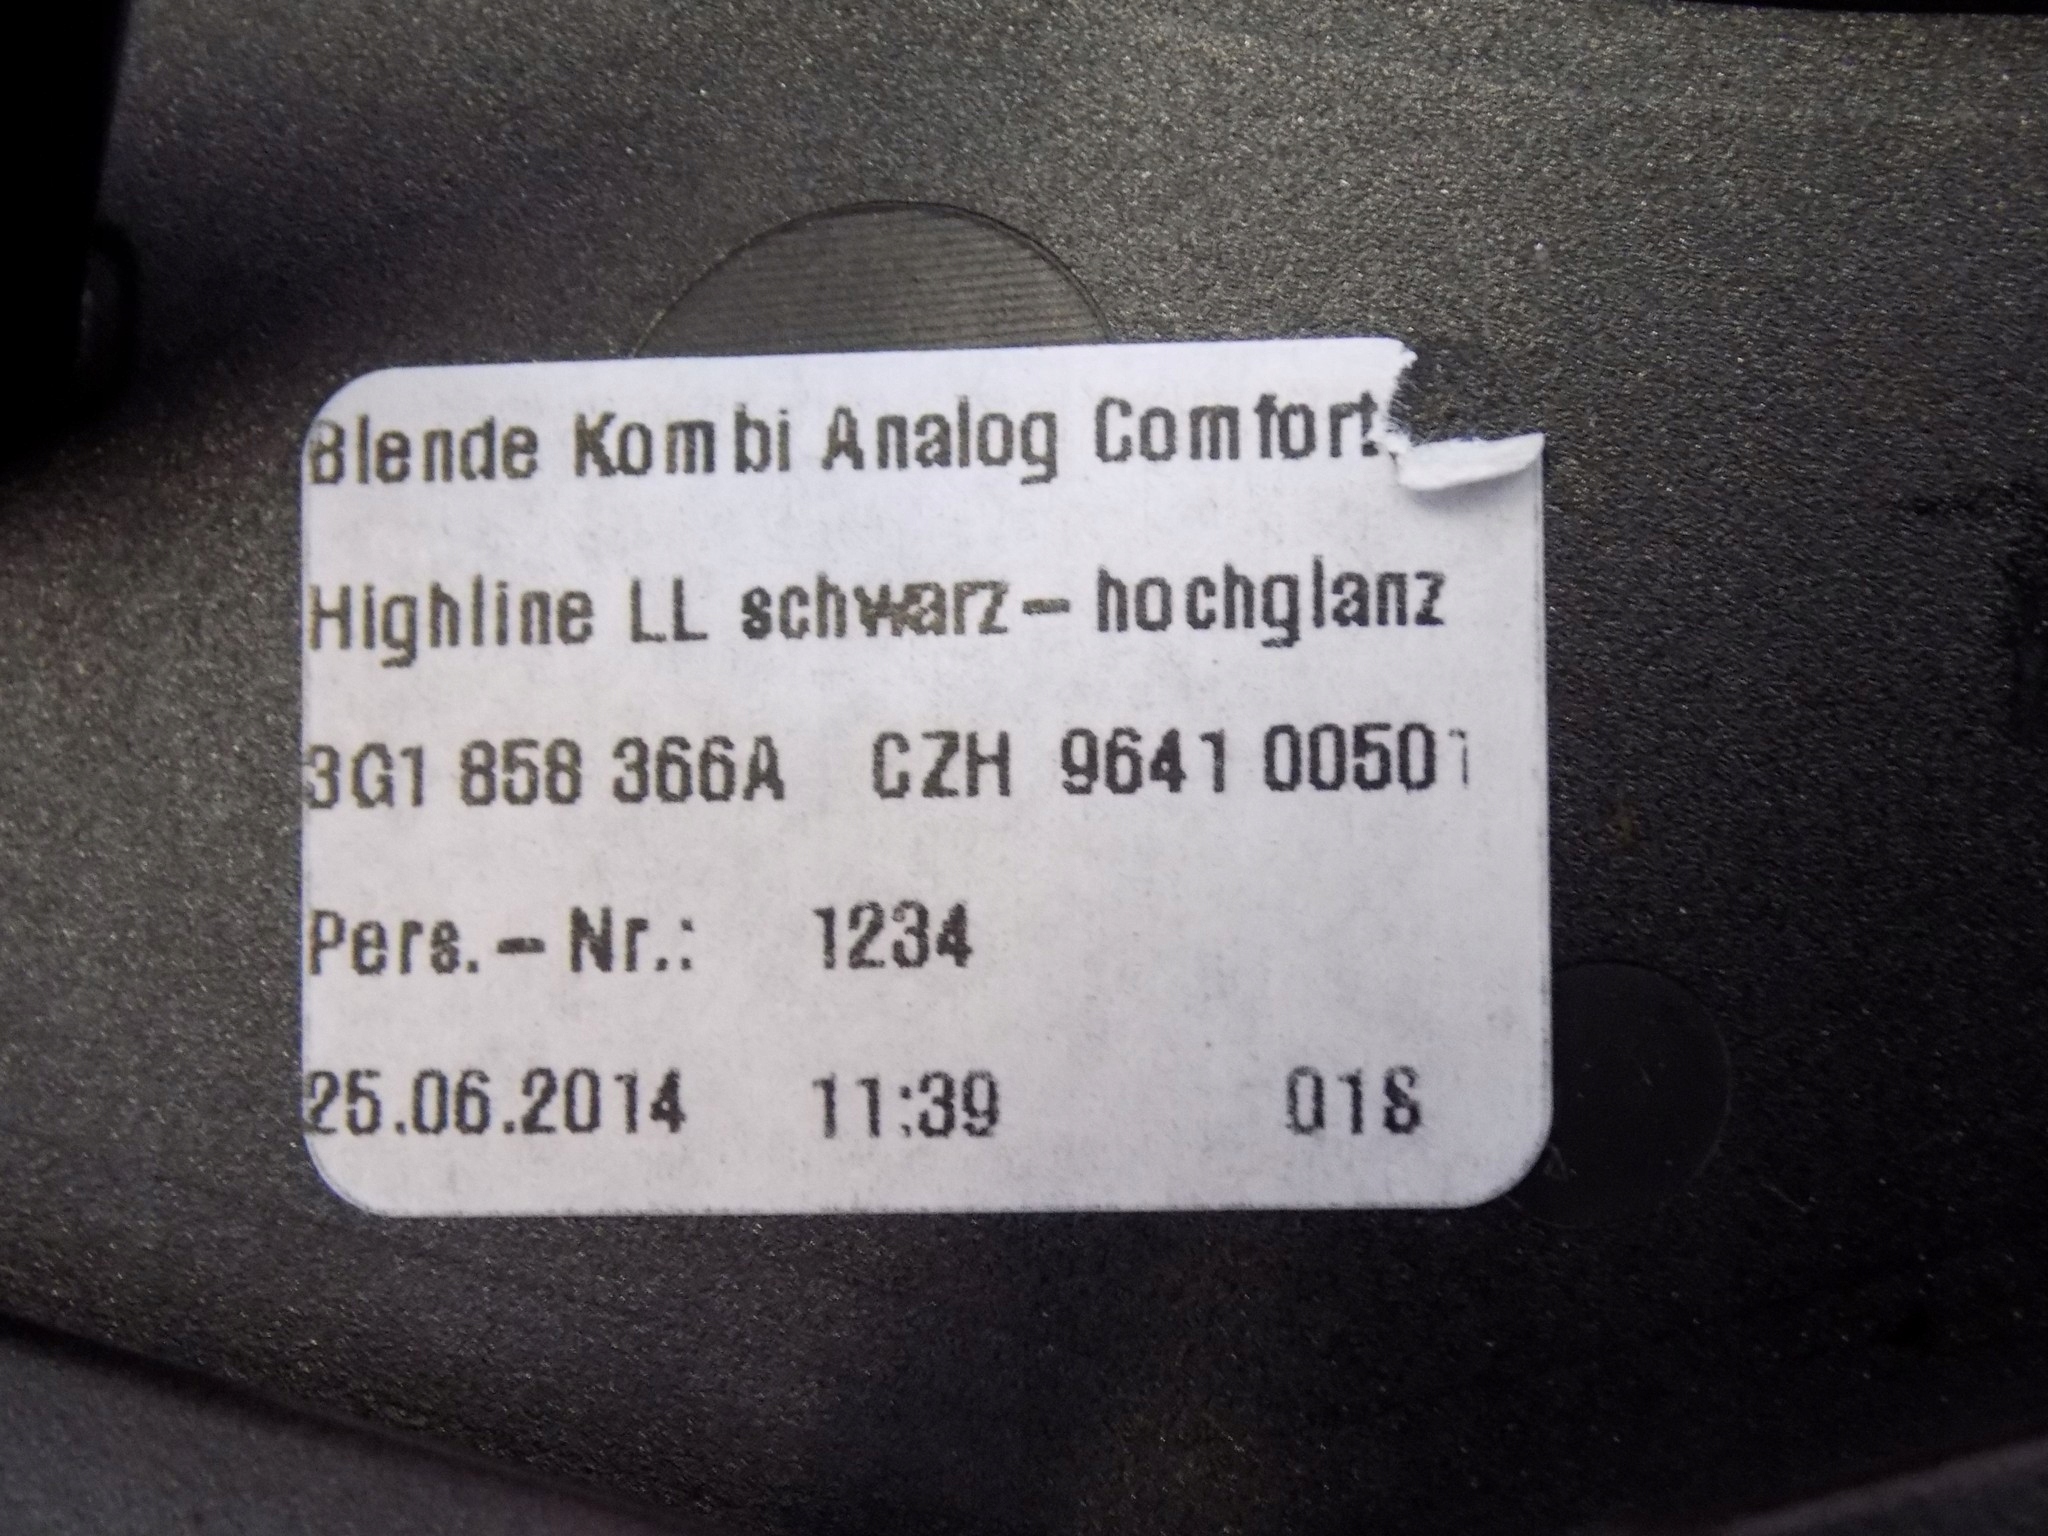 Blende Kombi Analog Comfort
Highline LL schwarz- hochglanz
3G1 858 366A CZH 9641 00501
Pers.- Nr.: 1234
25.06.2014 11:39 01S